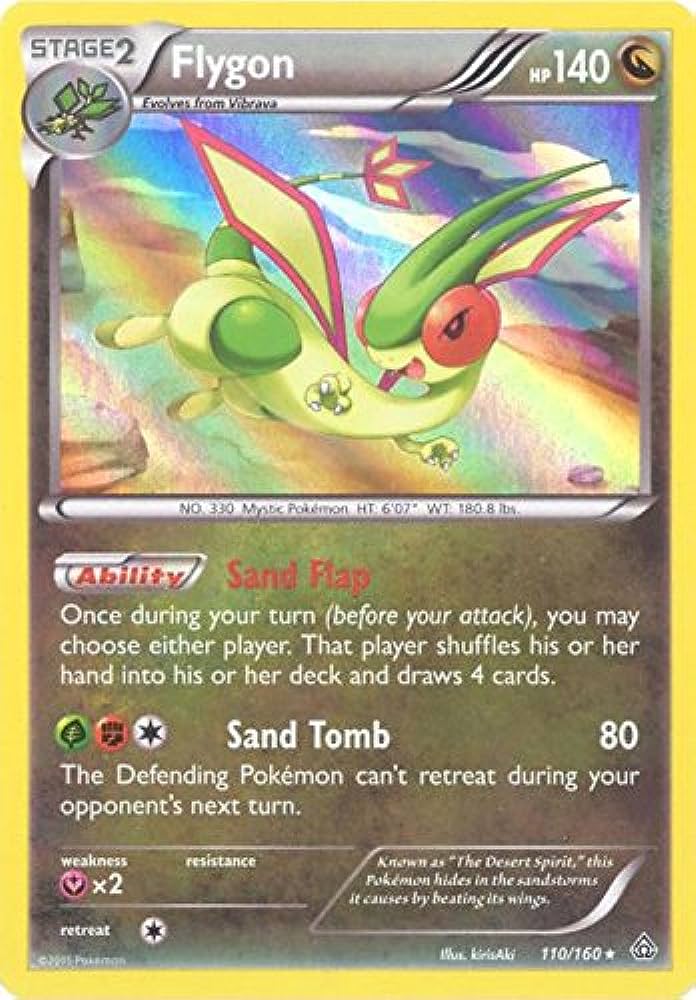 STAGE2
Flygon
HP140
Evolves from Vibrava
NO. 330 Mystic Pokémon. HT: 6'07" WT: 180.8 lbs.
Ability Sand Flap
Once during your turn (before your attack), you may
choose either player. That player shuffles his or her
hand into his or her deck and draws 4 cards.
Sand Tomb 80
The Defending Pokémon can't retreat during your
opponent's next turn.
weakness resistance
×2
Known as "The Desert Spirit," this
Pokémon hides in the sandstorms
it causes by beating its wings.
retreat
©2015 Pokémon
Illus. kirisAki 110/160★